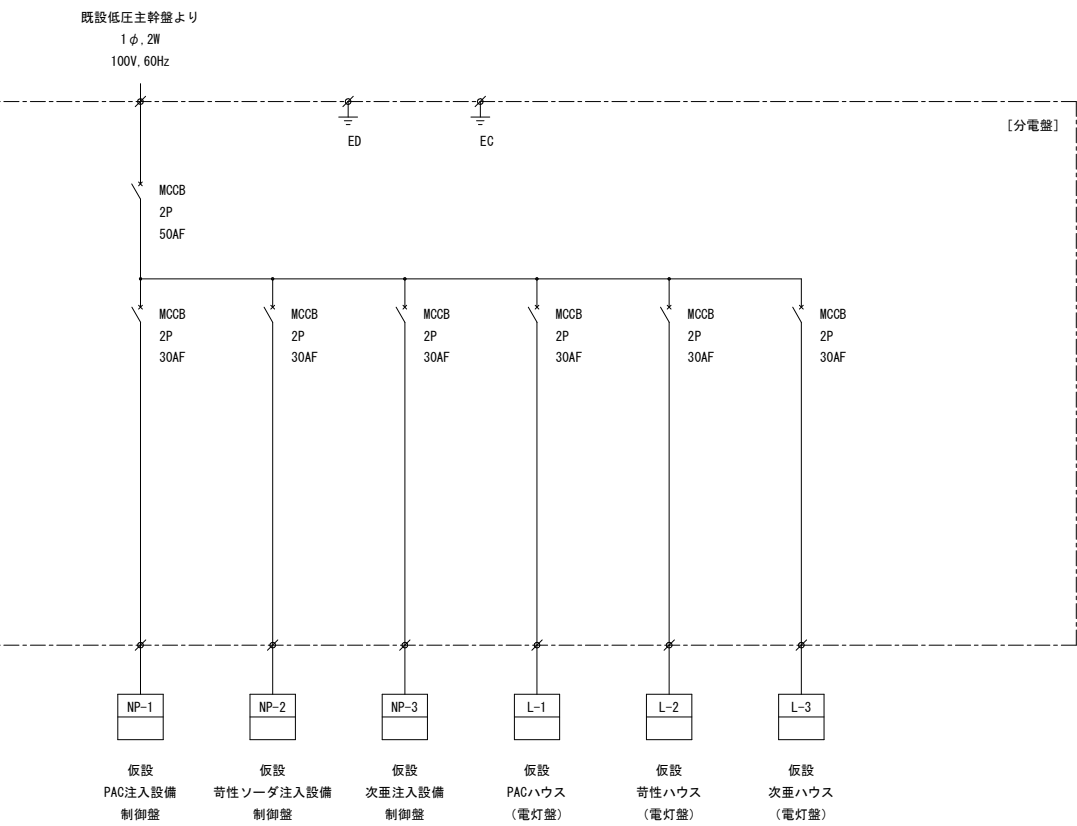 既設低圧主幹盤より
1φ,2W
100V,60Hz
[分電盤]
ED
EC
MCCB
2P
50AF
MCCB
2P
30AF
MCCB
2P
30AF
MCCB
2P
30AF
MCCB
2P
30AF
MCCB
2P
30AF
MCCB
2P
30AF
NP-1
NP-2
NP-3
L-1
L-2
L-3
仮設
PAC注入設備
制御盤
仮設
苛性ソーダ注入設備
制御盤
仮設
次亜注入設備
制御盤
仮設
PACハウス
(電灯盤)
仮設
苛性ハウス
(電灯盤)
仮設
次亜ハウス
(電灯盤)